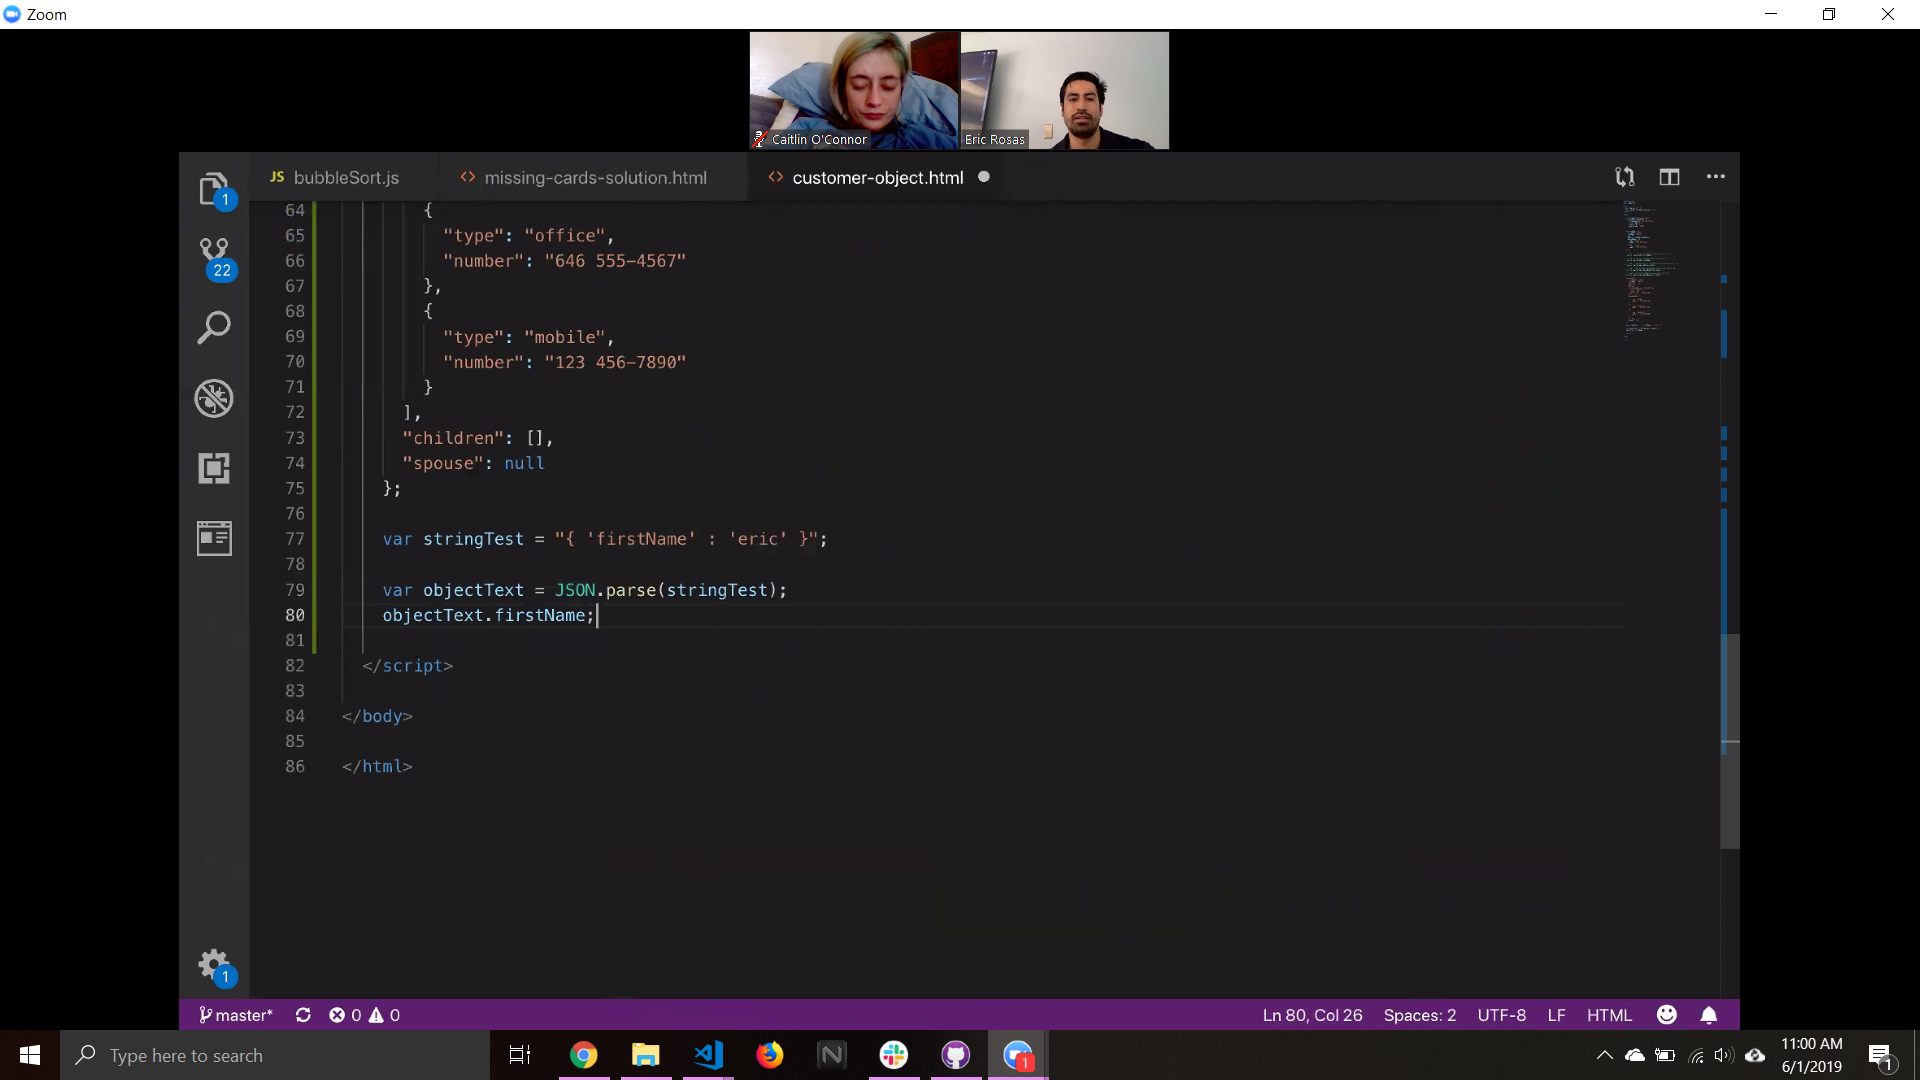 Zoom
Caitlin O'Connor
Eric Rosas
JS bubbleSort.js
<> missing-cards-solution.html
<> customer-object.html
1
22
1
64 {
65 "type": "office",
66 "number": "646 555-4567"
67 },
68 {
69 "type": "mobile",
70 "number": "123 456-7890"
71 }
72 ],
73 "children": [],
74 "spouse": null
75 };
76
77 var stringTest = "{ 'firstName' : 'eric' }";
78
79 var objectText = JSON.parse(stringTest);
80 objectText.firstName;
81
82 </script>
83
84 </body>
85
86 </html>
master* 0 0
Ln 80, Col 26 Spaces: 2 UTF-8 LF HTML
Type here to search
N
1
11:00 AM
6/1/2019
1